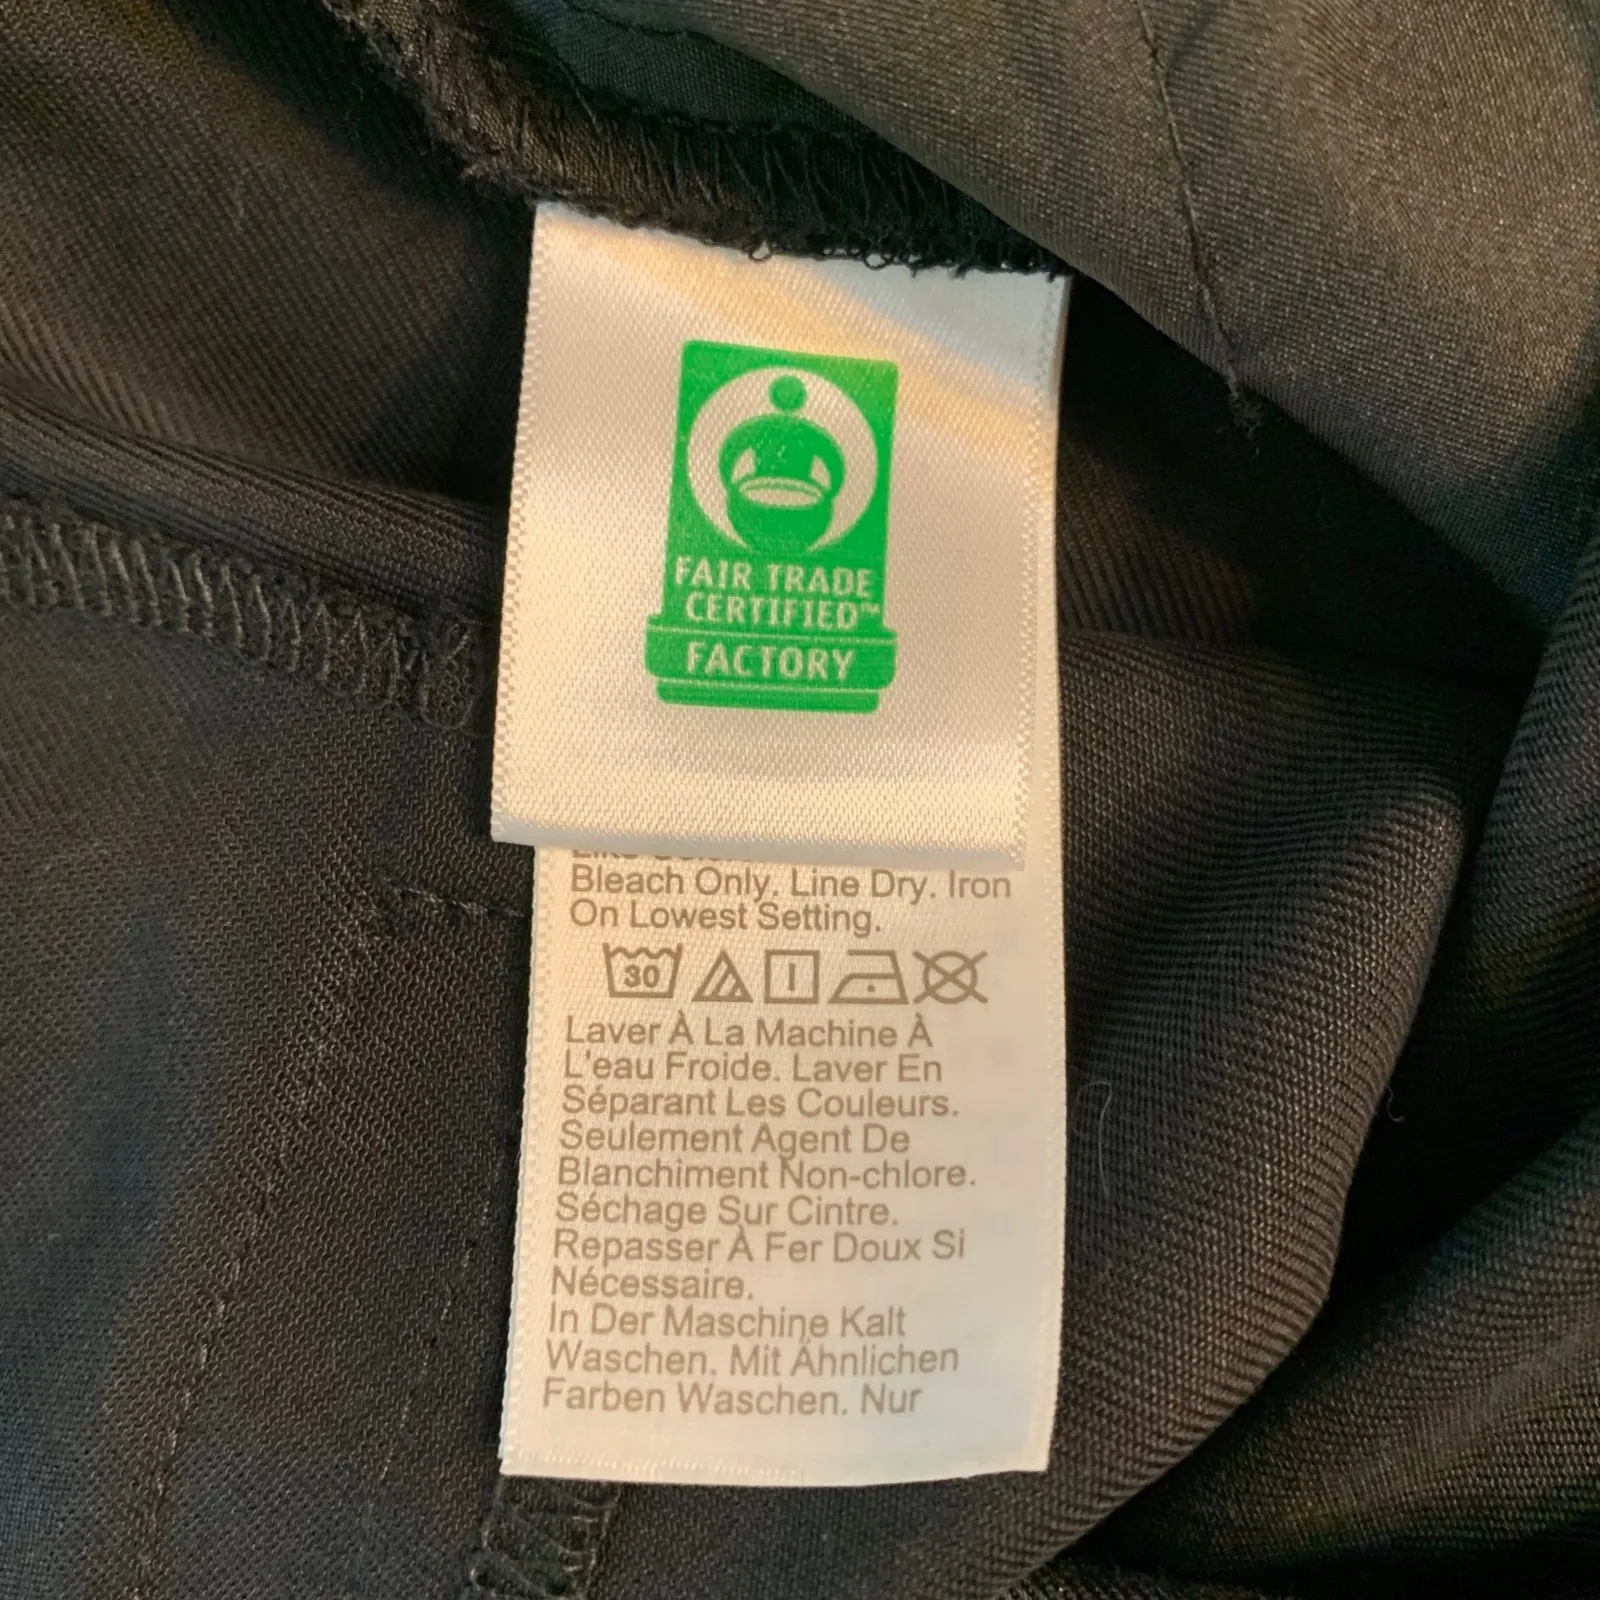 FAIR TRADE
CERTIFIED™
FACTORY
Bleach Only. Line Dry. Iron
On Lowest Setting.
30
Laver À La Machine À
L'eau Froide. Laver En
Séparant Les Couleurs.
Seulement Agent De
Blanchiment Non-chlore.
Séchage Sur Cintre.
Repasser À Fer Doux Si
Nécessaire.
In Der Maschine Kalt
Waschen. Mit Ähnlichen
Farben Waschen. Nur